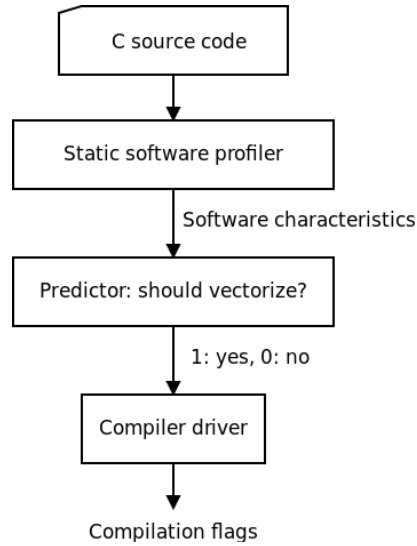 C source code
Static software profiler
Software characteristics
Predictor: should vectorize?
1: yes, 0: no
Compiler driver
Compilation flags